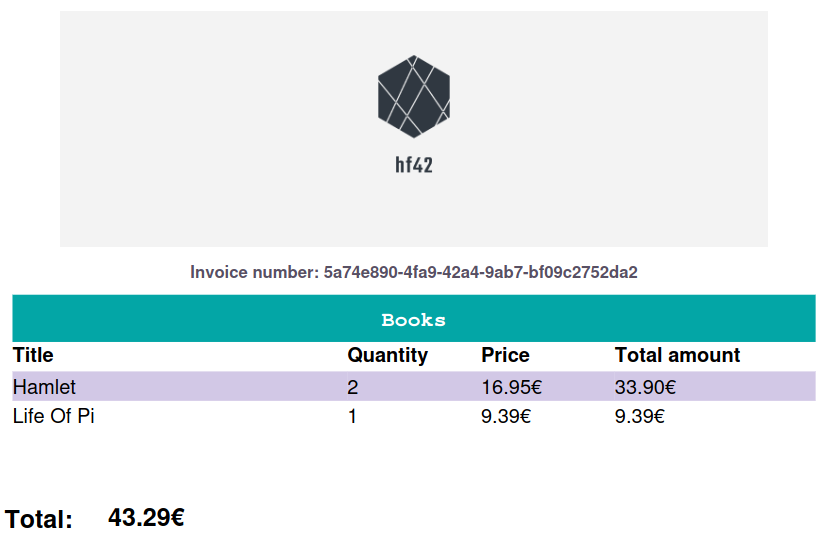 hf42
Invoice number: 5a74e890-4fa9-42a4-9ab7-bf09c2752da2
Books
Title Quantity Price Total amount
Hamlet 2 16.95€ 33.90€
Life Of Pi 1 9.39€ 9.39€
Total: 43.29€